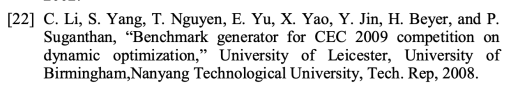 [22] C. Li, S. Yang, T. Nguyen, E. Yu, X. Yao, Y. Jin, H. Beyer, and P.
Suganthan, “Benchmark generator for CEC 2009 competition on
dynamic optimization,” University of Leicester, University of
Birmingham,Nanyang Technological University, Tech. Rep, 2008.